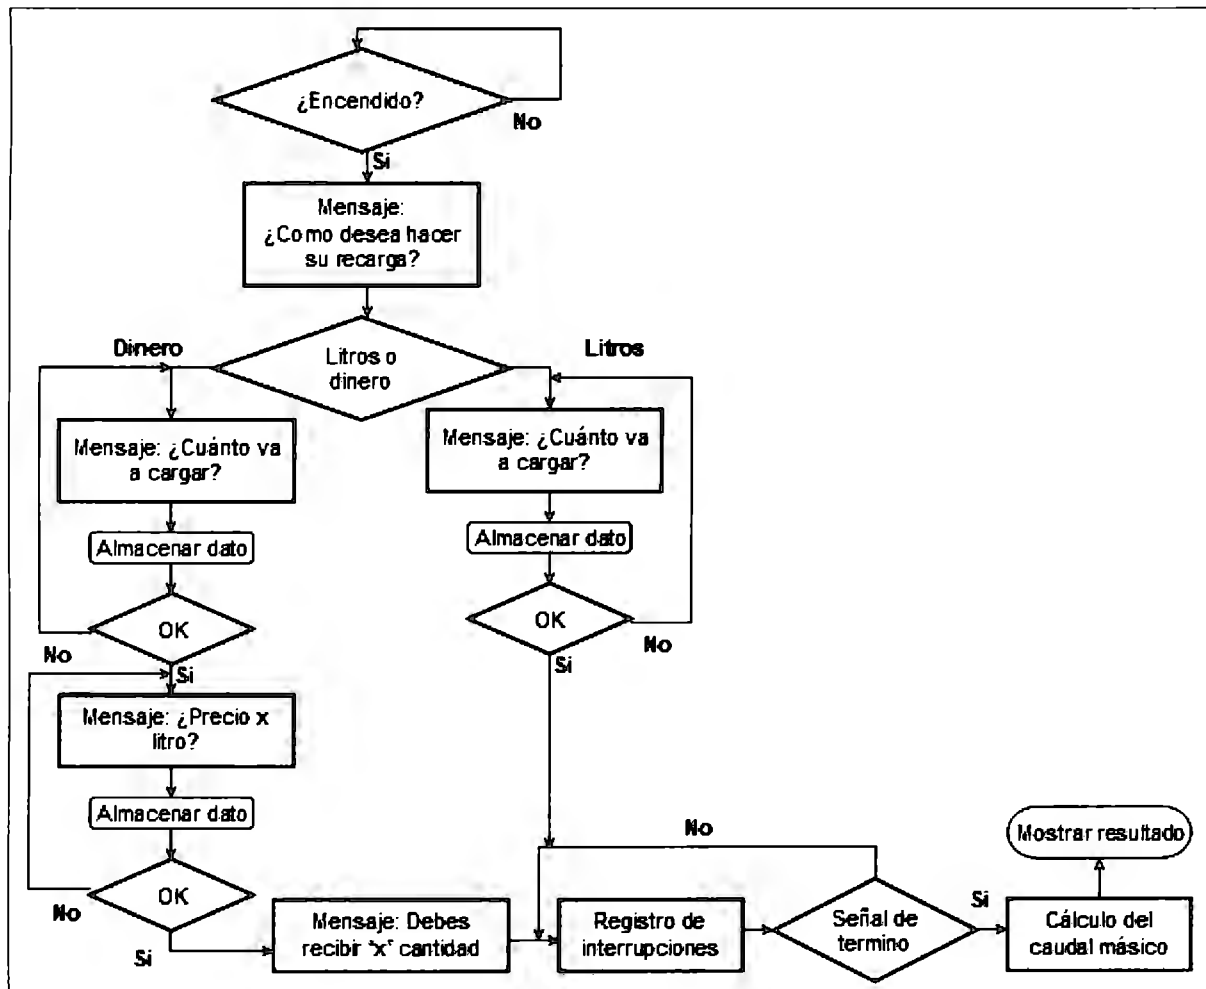 ¿Encendido?
No
Si
Mensaje:
¿Como desea hacer
su recarga?
Dinero
Litros
Litros o
dinero
Mensaje: ¿Cuánto va
a cargar?
Mensaje: ¿Cuánto va
a cargar?
Almacenar dato
Almacenar dato
OK
OK
No
Si
No
Si
Mensaje: ¿Precio x
litro?
Almacenar dato
OK
No
Si
Mensaje: Debes
recibir "x" cantidad
Registro de
interrupciones
No
Señal de
termino
Si
Cálculo del
caudal másico
Mostrar resultado